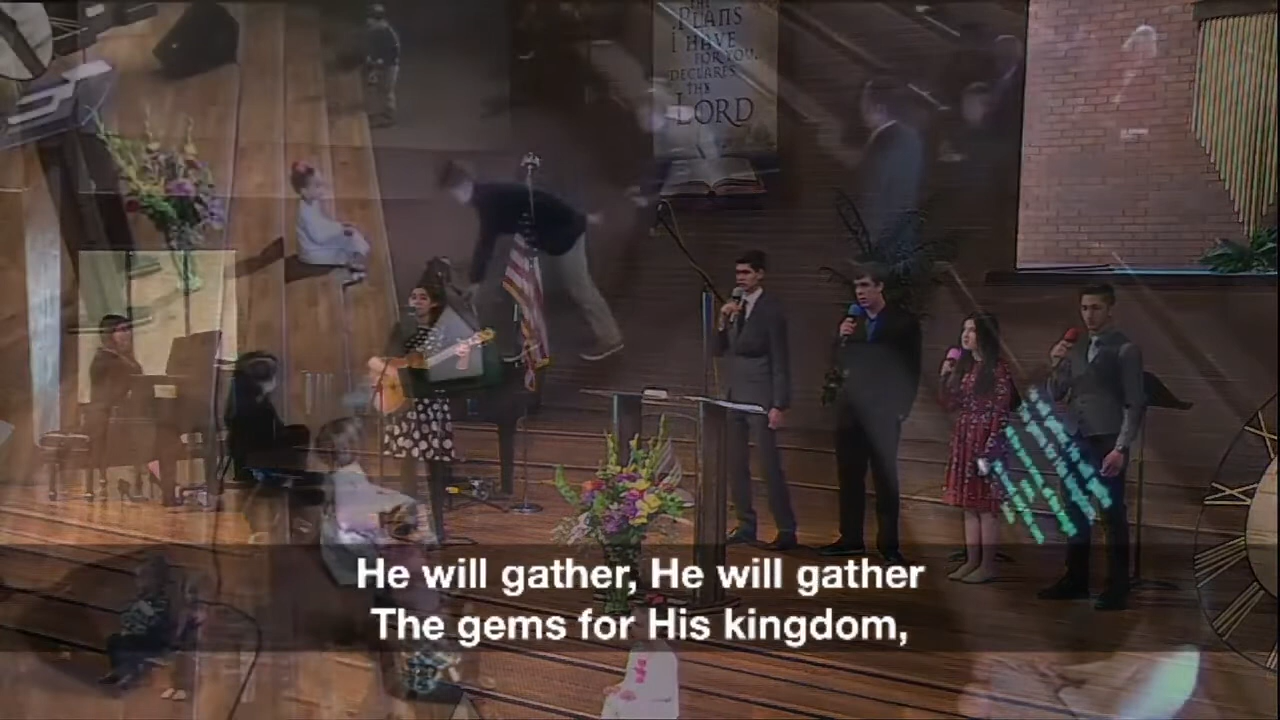 PLANS
I HAVE
FOR YOU,
DECLARES
THE
LORD
He will gather, He will gather
The gems for His kingdom,